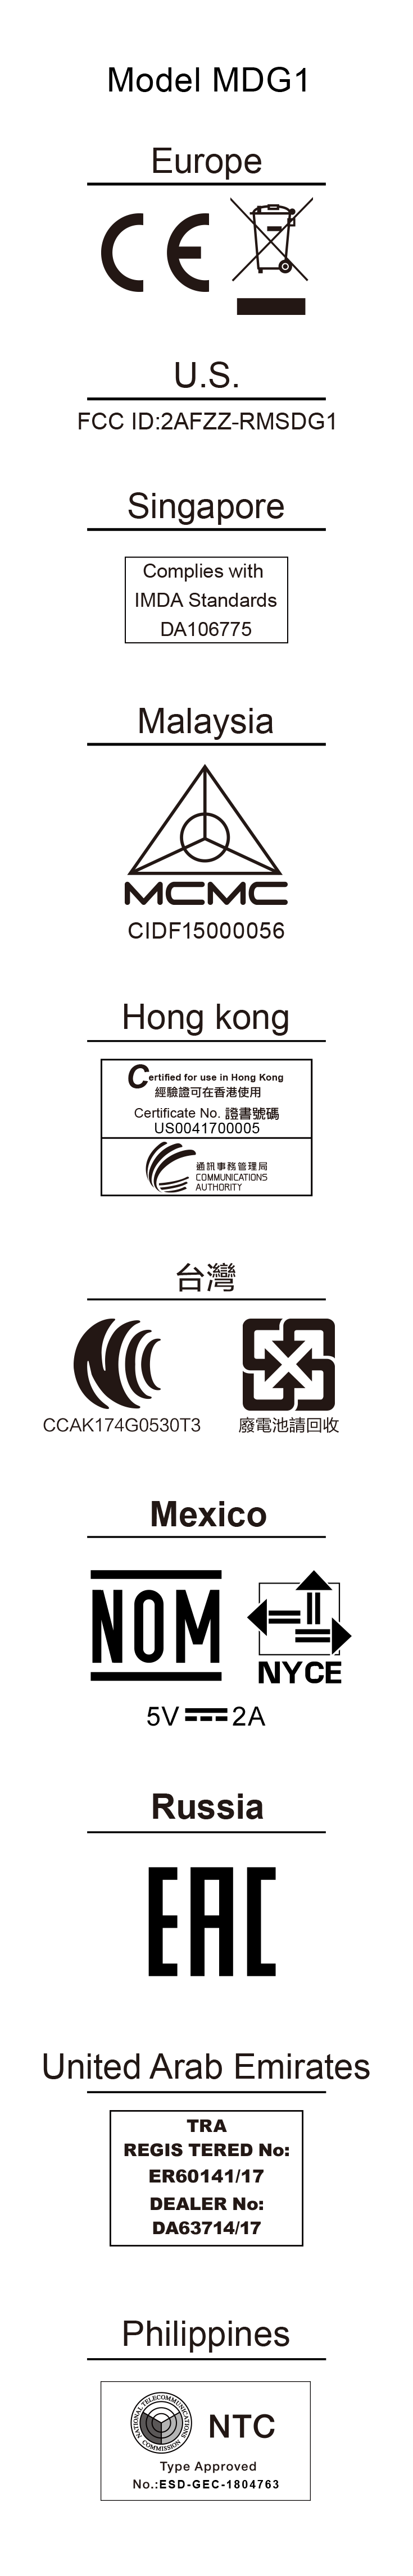 Model MDG1
Europe
CE
U.S.
FCC ID:2AFZZ-RMSDG1
Singapore
Complies with
IMDA Standards
DA106775
Malaysia
MCMC
CIDF15000056
Hong kong
Certified for use in Hong Kong
經驗證可在香港使用
Certificate No. 證書號碼
US0041700005
通訊事務管理局
COMMUNICATIONS
AUTHORITY
台灣
CCAK174G0530T3
廢電池請回收
Mexico
NOM
NYCE
5V 2A
Russia
EAC
United Arab Emirates
TRA
REGIS TERED No:
ER60141/17
DEALER No:
DA63714/17
Philippines
NATIONAL TELECOMMUNICATIONS COMMISSION
NTC
Type Approved
No.:ESD-GEC-1804763